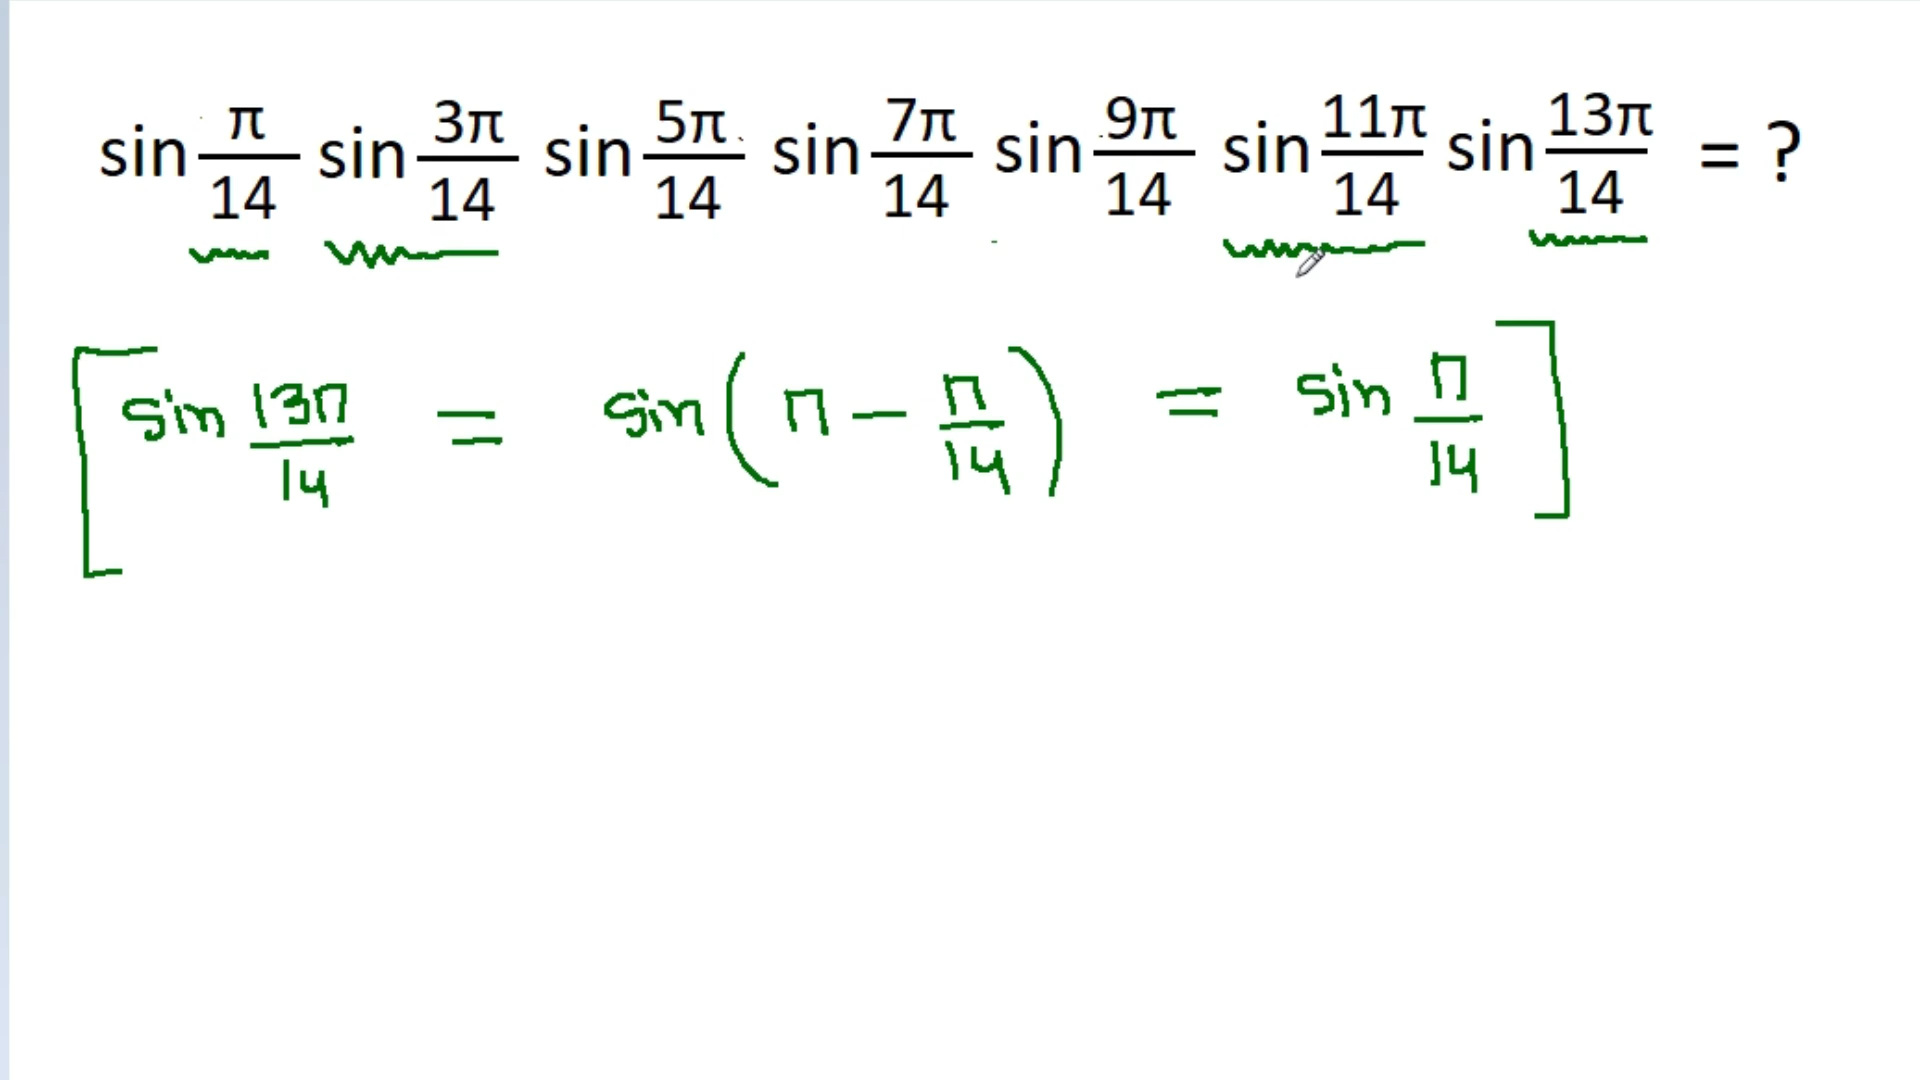 sin π/14 sin 3π/14 sin 5π/14 sin 7π/14 sin 9π/14 sin 11π/14 sin 13π/14 = ?
[sin 13π/14 = sin(π − π/14) = sin π/14]